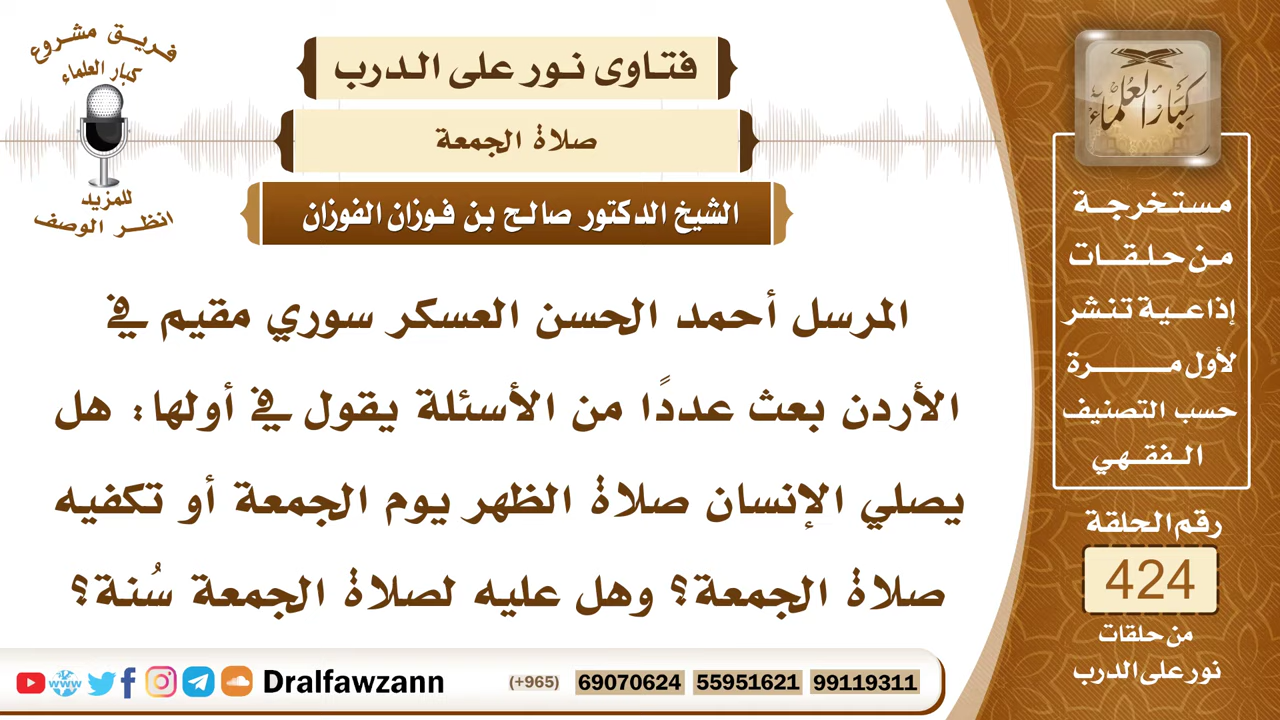 فريق مشروع
كبار العلماء
للمزيد
انظر الوصف
فتاوى نور على الدرب
صلاة الجمعة
الشيخ الدكتور صالح بن فوزان الفوزان
المرسل أحمد الحسن العسكر سوري مقيم في
الأردن بعث عددًا من الأسئلة يقول في أولها: هل
يصلي الإنسان صلاة الظهر يوم الجمعة أو تكفيه
صلاة الجمعة؟ وهل عليه لصلاة الجمعة سُنة؟
كبار العلماء
مستخرجة
من حلقات
إذاعية تنشر
لأول مرة
حسب التصنيف
الفقهي
رقم الحلقة
424
من حلقات
نور على الدرب
Dralfawzann (+965) 69070624 55951621 99119311